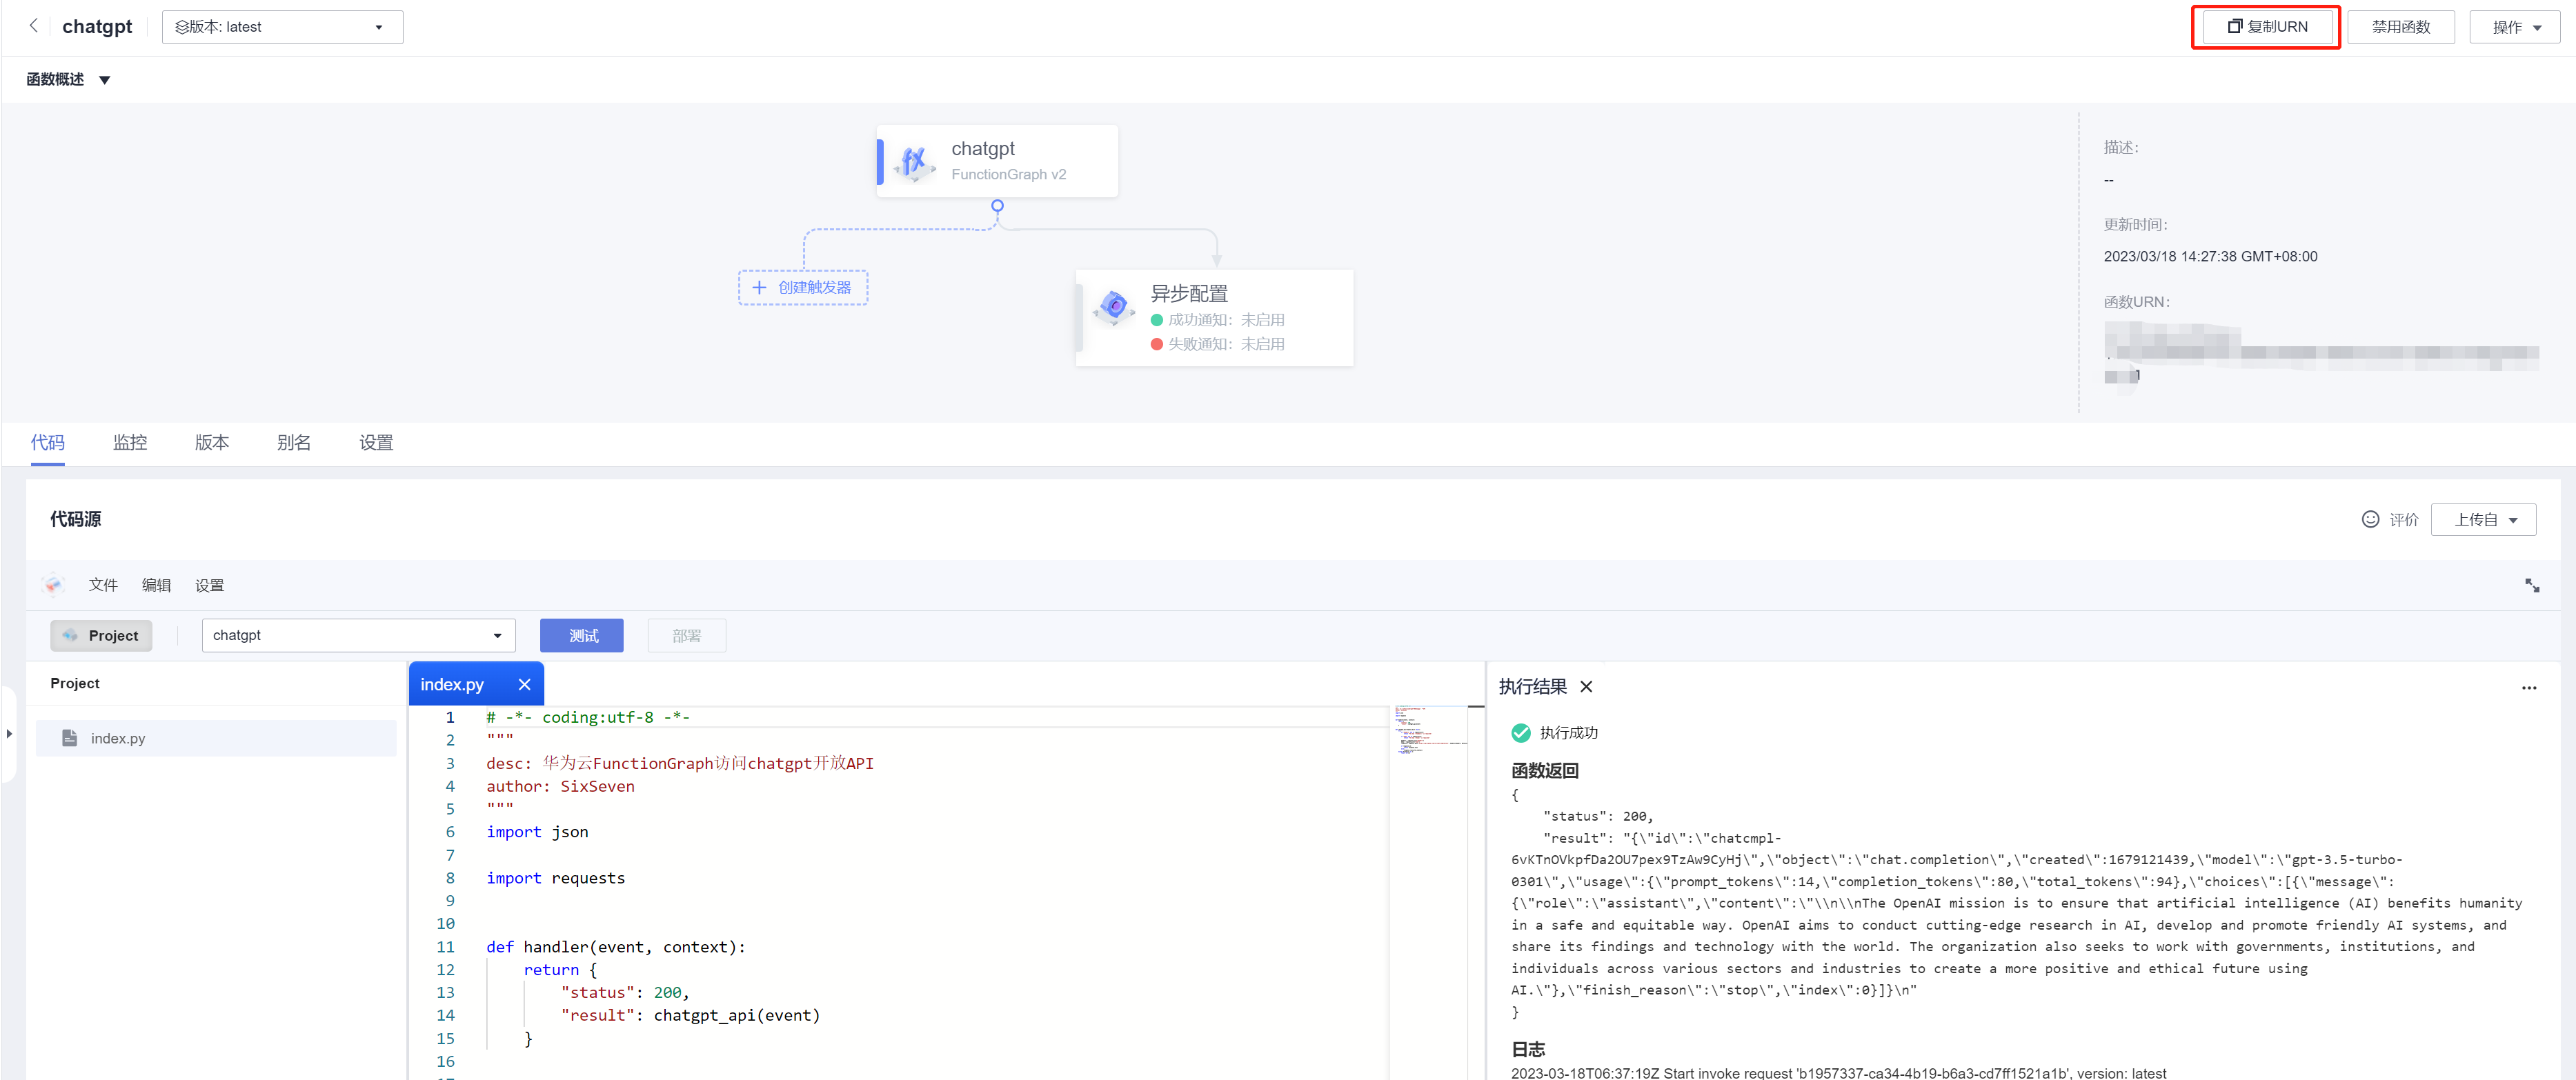 chatgpt
版本: latest
复制URN
禁用函数
操作
函数概述
chatgpt
FunctionGraph v2
创建触发器
异步配置
成功通知: 未启用
失败通知: 未启用
描述:
--
更新时间:
2023/03/18 14:27:38 GMT+08:00
函数URN:
代码 监控 版本 别名 设置
代码源
评价
上传自
文件 编辑 设置
Project
chatgpt
测试
部署
Project
index.py
index.py
1 # -*- coding:utf-8 -*-
2 """
3 desc: 华为云FunctionGraph访问chatgpt开放API
4 author: SixSeven
5 """
6 import json
7
8 import requests
9
10
11 def handler(event, context):
12 return {
13 "status": 200,
14 "result": chatgpt_api(event)
15 }
16
执行结果
执行成功
函数返回
{
"status": 200,
"result": "{\"id\":\"chatcmpl-
6vKTnOVkpfDa2OU7pex9TzAw9CyHj\",\"object\":\"chat.completion\",\"created\":1679121439,\"model\":\"gpt-3.5-turbo-
0301\",\"usage\":{\"prompt_tokens\":14,\"completion_tokens\":80,\"total_tokens\":94},\"choices\":[{\"message\":
{\"role\":\"assistant\",\"content\":\"\\n\\nThe OpenAI mission is to ensure that artificial intelligence (AI) benefits humanity
in a safe and equitable way. OpenAI aims to conduct cutting-edge research in AI, develop and promote friendly AI systems, and
share its findings and technology with the world. The organization also seeks to work with governments, institutions, and
individuals across various sectors and industries to create a more positive and ethical future using
AI.\"},\"finish_reason\":\"stop\",\"index\":0}]}\n"
}
日志
2023-03-18T06:37:19Z Start invoke request 'b1957337-ca34-4b19-b6a3-cd7ff1521a1b', version: latest